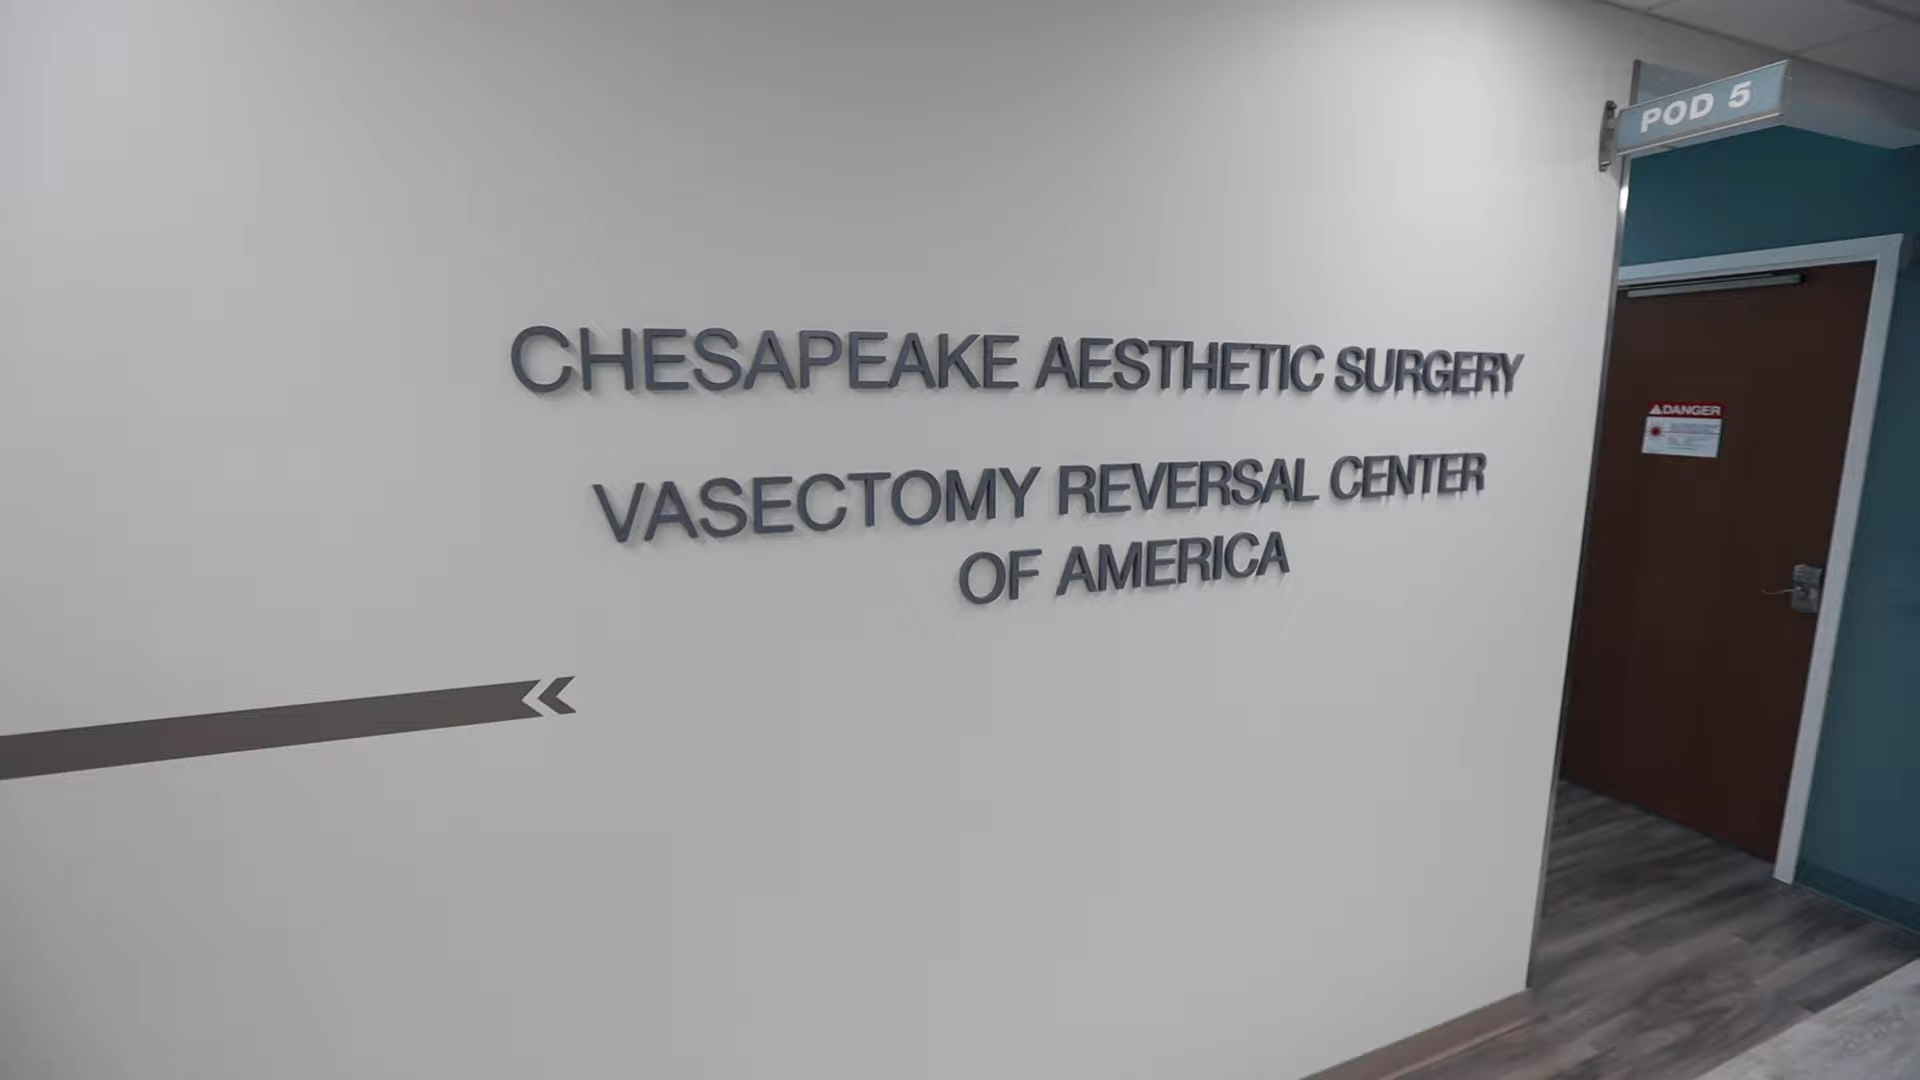 POD 5
CHESAPEAKE AESTHETIC SURGERY
VASECTOMY REVERSAL CENTER
OF AMERICA
DANGER